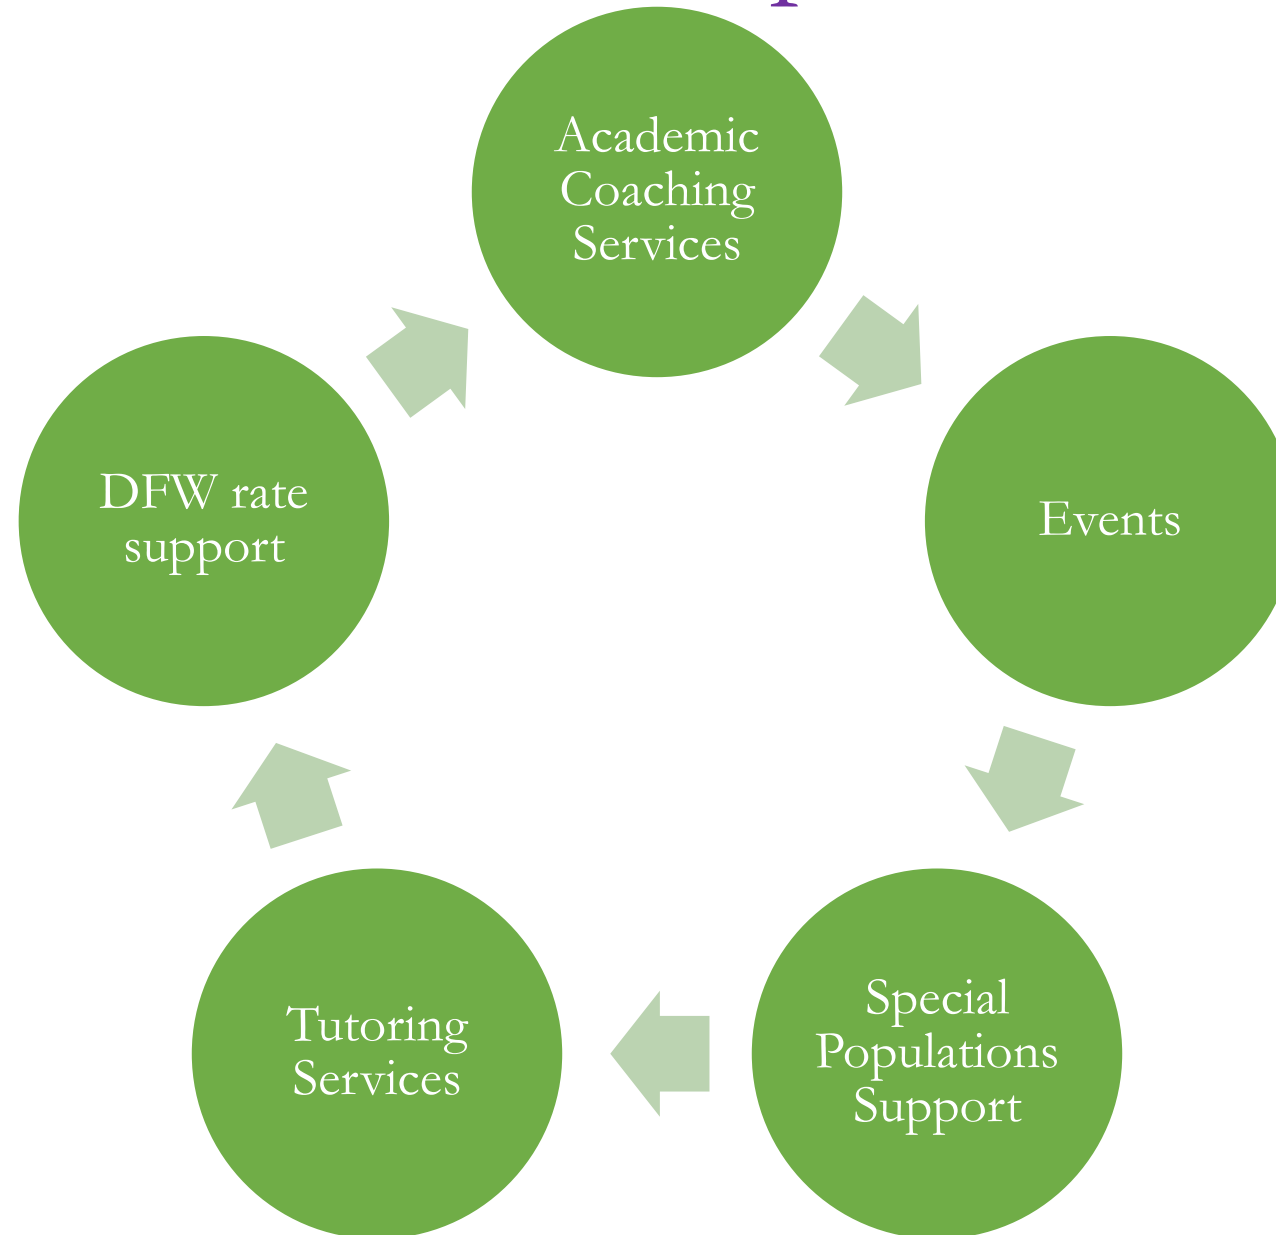 Academic
Coaching
Services
Events
Special
Populations
Support
Tutoring
Services
DFW rate
support